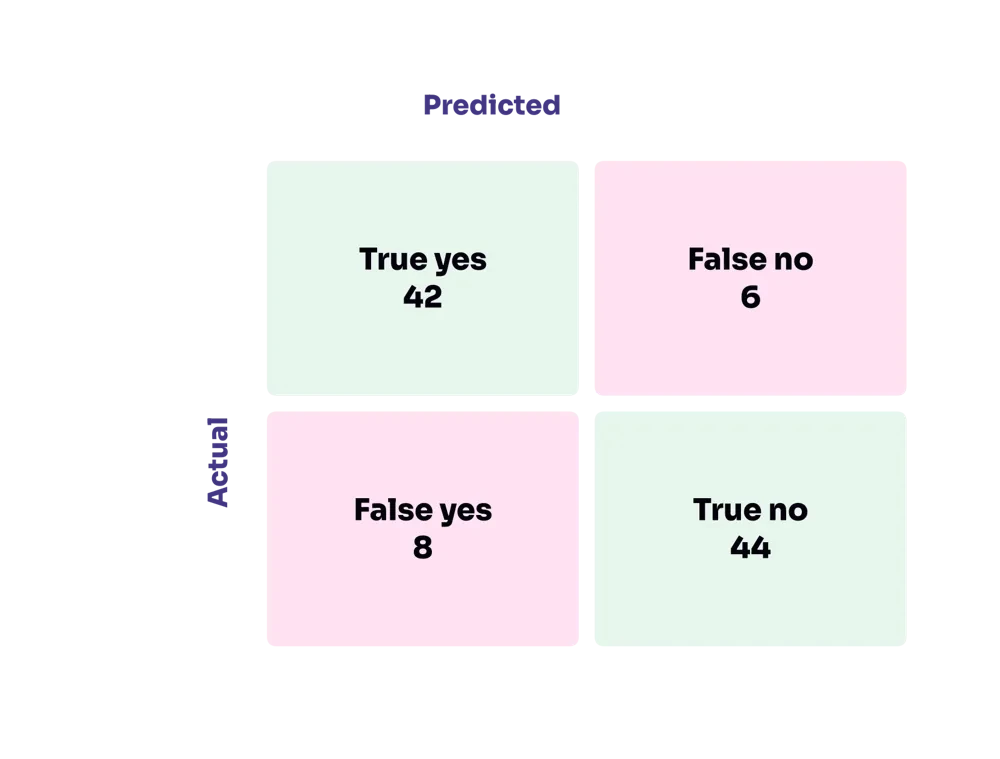 Predicted
True yes
42
False no
6
Actual
False yes
8
True no
44